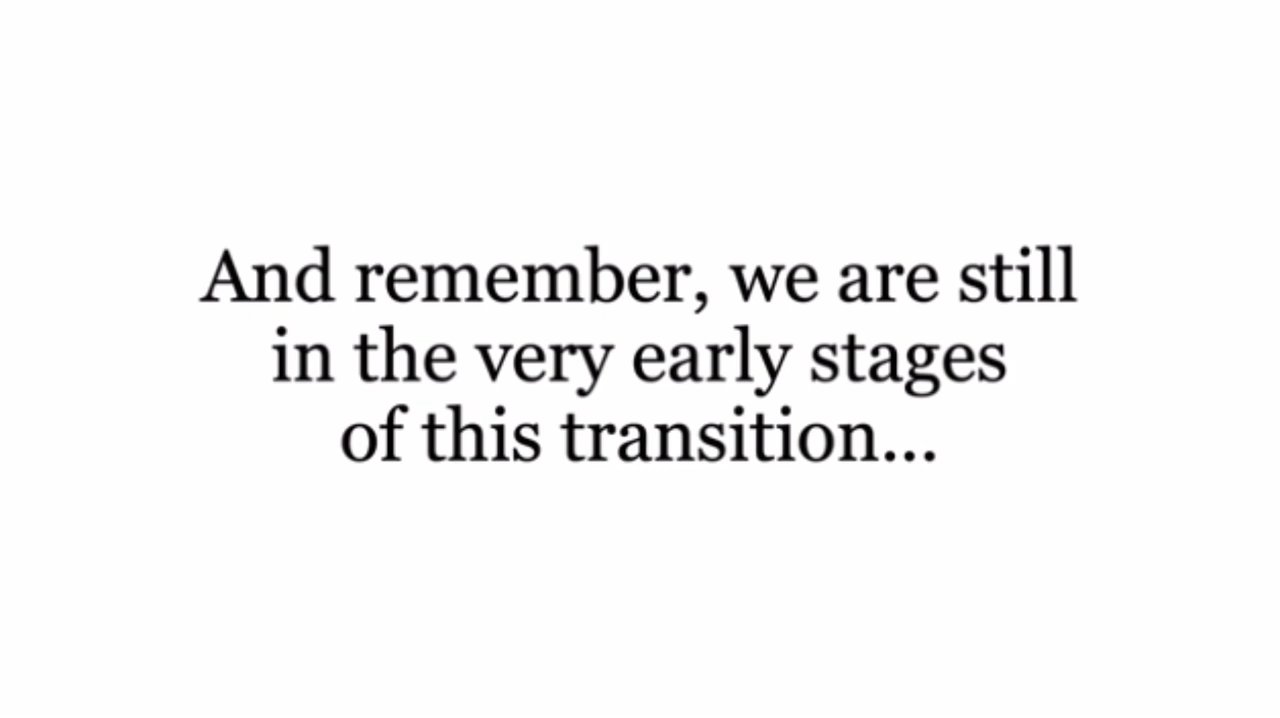 And remember, we are still
in the very early stages
of this transition...